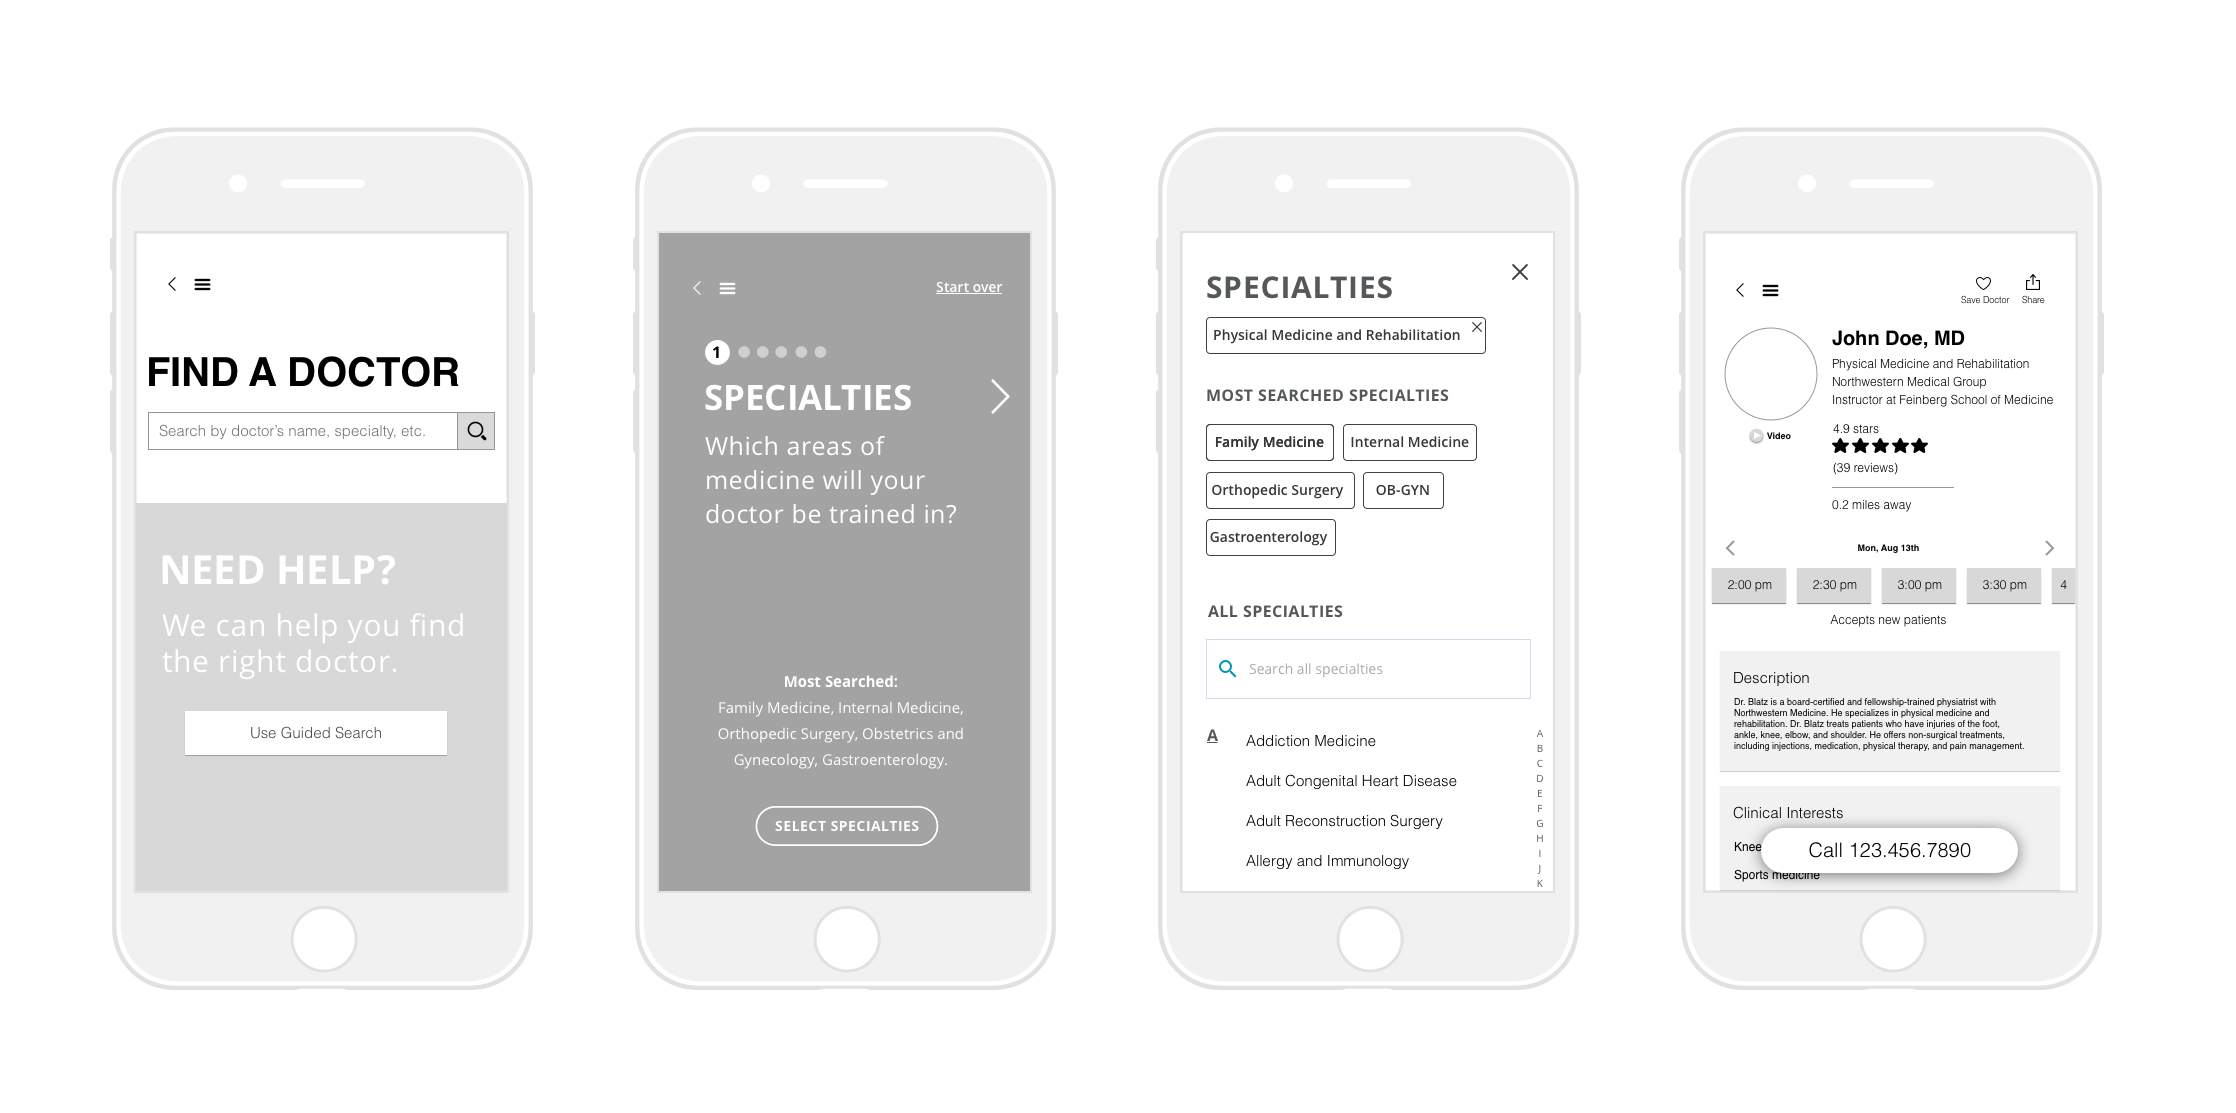 FIND A DOCTOR
Search by doctor's name, specialty, etc.
NEED HELP?
We can help you find
the right doctor.
Use Guided Search
Start over
1
SPECIALTIES
Which areas of
medicine will your
doctor be trained in?
Most Searched:
Family Medicine, Internal Medicine,
Orthopedic Surgery, Obstetrics and
Gynecology, Gastroenterology.
SELECT SPECIALTIES
SPECIALTIES
Physical Medicine and Rehabilitation
MOST SEARCHED SPECIALTIES
Family Medicine Internal Medicine
Orthopedic Surgery OB-GYN
Gastroenterology
ALL SPECIALTIES
Search all specialties
A
Addiction Medicine
Adult Congenital Heart Disease
Adult Reconstruction Surgery
Allergy and Immunology
A
B
C
D
E
F
G
H
I
J
K
Save Doctor Share
John Doe, MD
Physical Medicine and Rehabilitation
Northwestern Medical Group
Instructor at Feinberg School of Medicine
Video
4.9 stars
(39 reviews)
0.2 miles away
Mon, Aug 13th
2:00 pm 2:30 pm 3:00 pm 3:30 pm 4
Accepts new patients
Description
Dr. Blatz is a board-certified and fellowship-trained physiatrist with
Northwestern Medicine. He specializes in physical medicine and
rehabilitation. Dr. Blatz treats patients who have injuries of the foot,
ankle, knee, elbow, and shoulder. He offers non-surgical treatments,
including injections, medication, physical therapy, and pain management.
Clinical Interests
Knee
Call 123.456.7890
Sports medicine